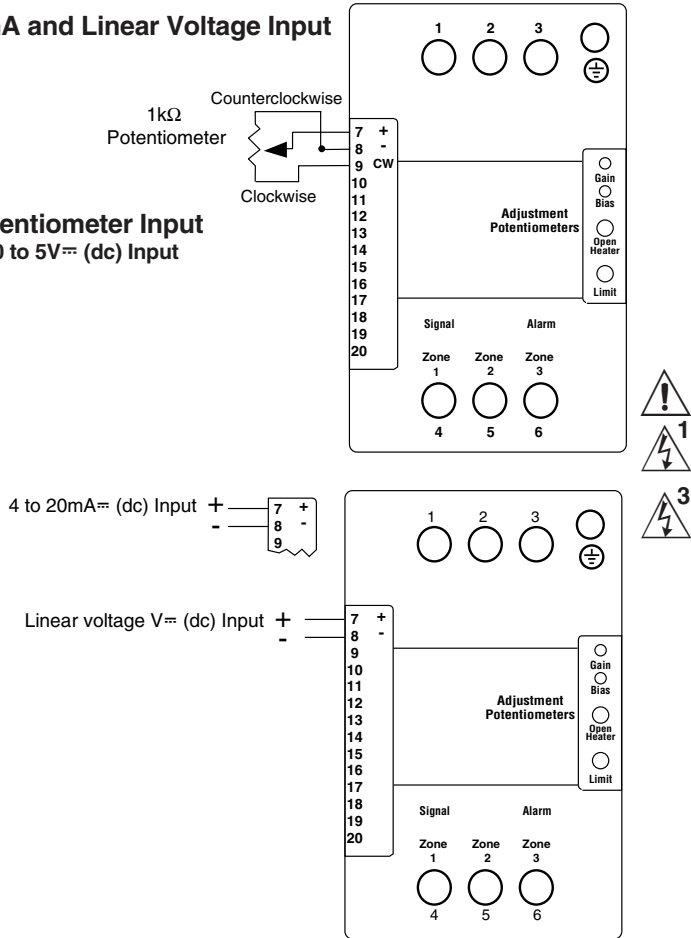 A and Linear Voltage Input
1 2 3
Counterclockwise
1kΩ
Potentiometer
Clockwise
7 +
8 -
9 CW
10
11
12
13
14
15
16
17
18
19
20
Gain
Bias
Open
Heater
Limit
Adjustment
Potentiometers
entiometer Input
0 to 5V⎓ (dc) Input
Signal Alarm
Zone Zone Zone
1 2 3
4 5 6
1
3
4 to 20mA⎓ (dc) Input + -
7 +
8 -
9
1 2 3
Linear voltage V⎓ (dc) Input + -
7 +
8 -
9
10
11
12
13
14
15
16
17
18
19
20
Gain
Bias
Open
Heater
Limit
Adjustment
Potentiometers
Signal Alarm
Zone Zone Zone
1 2 3
4 5 6